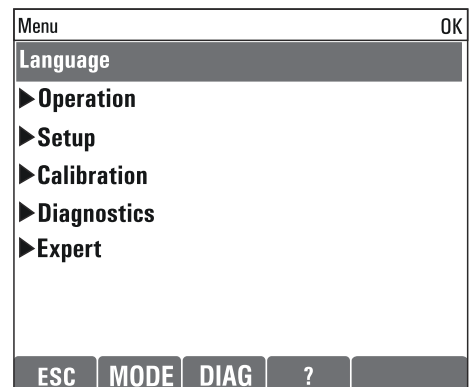 Menu OK
Language
▶Operation
▶Setup
▶Calibration
▶Diagnostics
▶Expert
ESC MODE DIAG ?